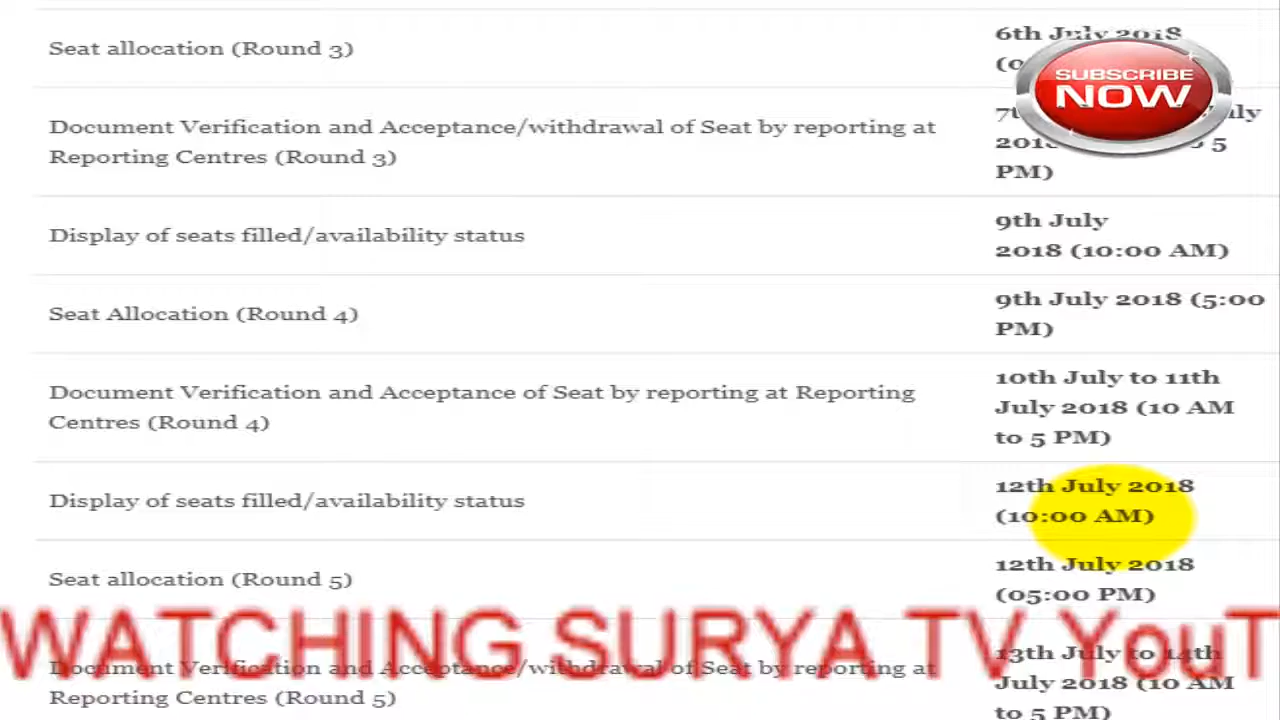 Seat allocation (Round 3)
6th July 2018
SUBSCRIBE
NOW
Document Verification and Acceptance/withdrawal of Seat by reporting at
Reporting Centres (Round 3)
5
PM)
Display of seats filled/availability status
9th July
2018 (10:00 AM)
Seat Allocation (Round 4)
9th July 2018 (5:00
PM)
Document Verification and Acceptance of Seat by reporting at Reporting
Centres (Round 4)
10th July to 11th
July 2018 (10 AM
to 5 PM)
Display of seats filled/availability status
12th July 2018
(10:00 AM)
Seat allocation (Round 5)
12th July 2018
(05:00 PM)
WATCHING SURYA TV YouT
Document Verification and Acceptance/withdrawal of Seat by reporting at
Reporting Centres (Round 5)
13th July to 14th
July 2018 (10 AM
to 5 PM)